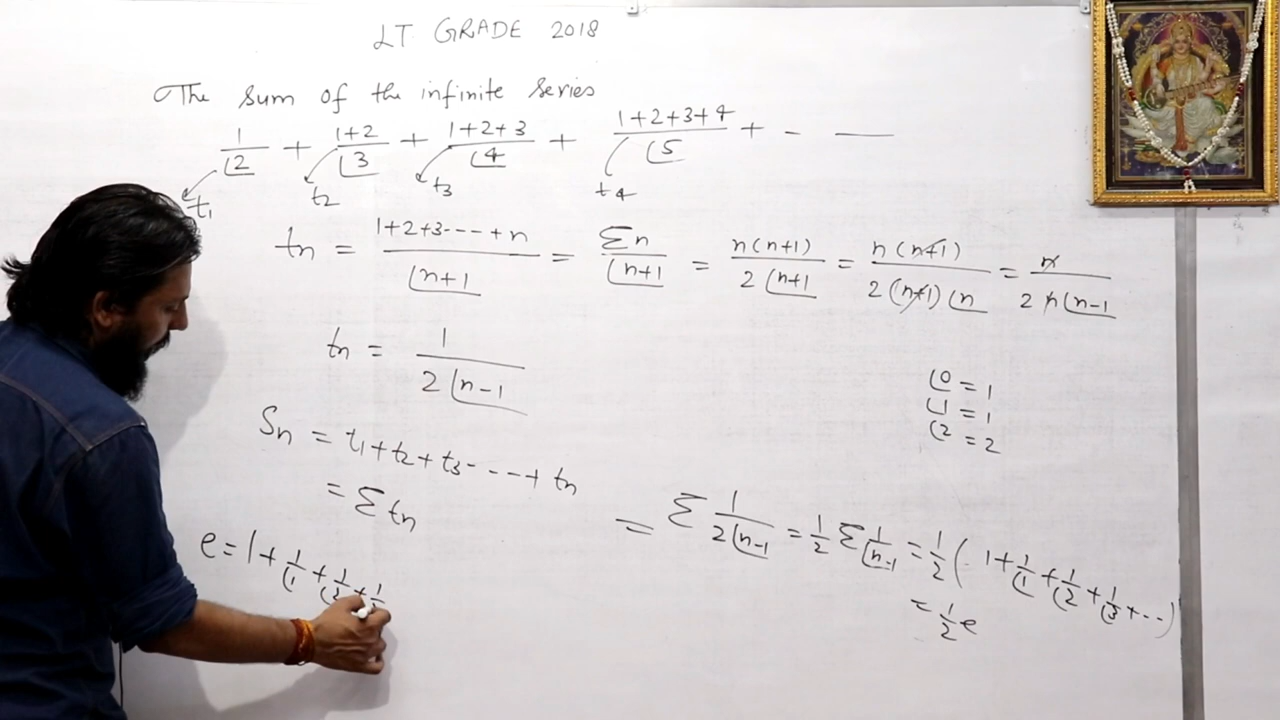 LT GRADE 2018
The sum of the infinite series
1/⌊2 + (1+2)/⌊3 + (1+2+3)/⌊4 + (1+2+3+4)/⌊5 + - —
t₁ t₂ t₃ t₄
tₙ = (1+2+3----+n)/⌊n+1 = Σn/⌊n+1 = n(n+1)/2⌊n+1 = n(n+1)/2(n+1)⌊n = n/2n⌊n-1
tₙ = 1/2⌊n-1
⌊0 = 1
⌊1 = 1
⌊2 = 2
Sₙ = t₁+t₂+t₃----+tₙ
= Σtₙ
= Σ 1/2⌊n-1 = 1/2 Σ 1/⌊n-1 = 1/2 (1+1/⌊1+1/⌊2+1/⌊3+--)
= 1/2 e
e = 1+1/⌊1+1/⌊2+1/